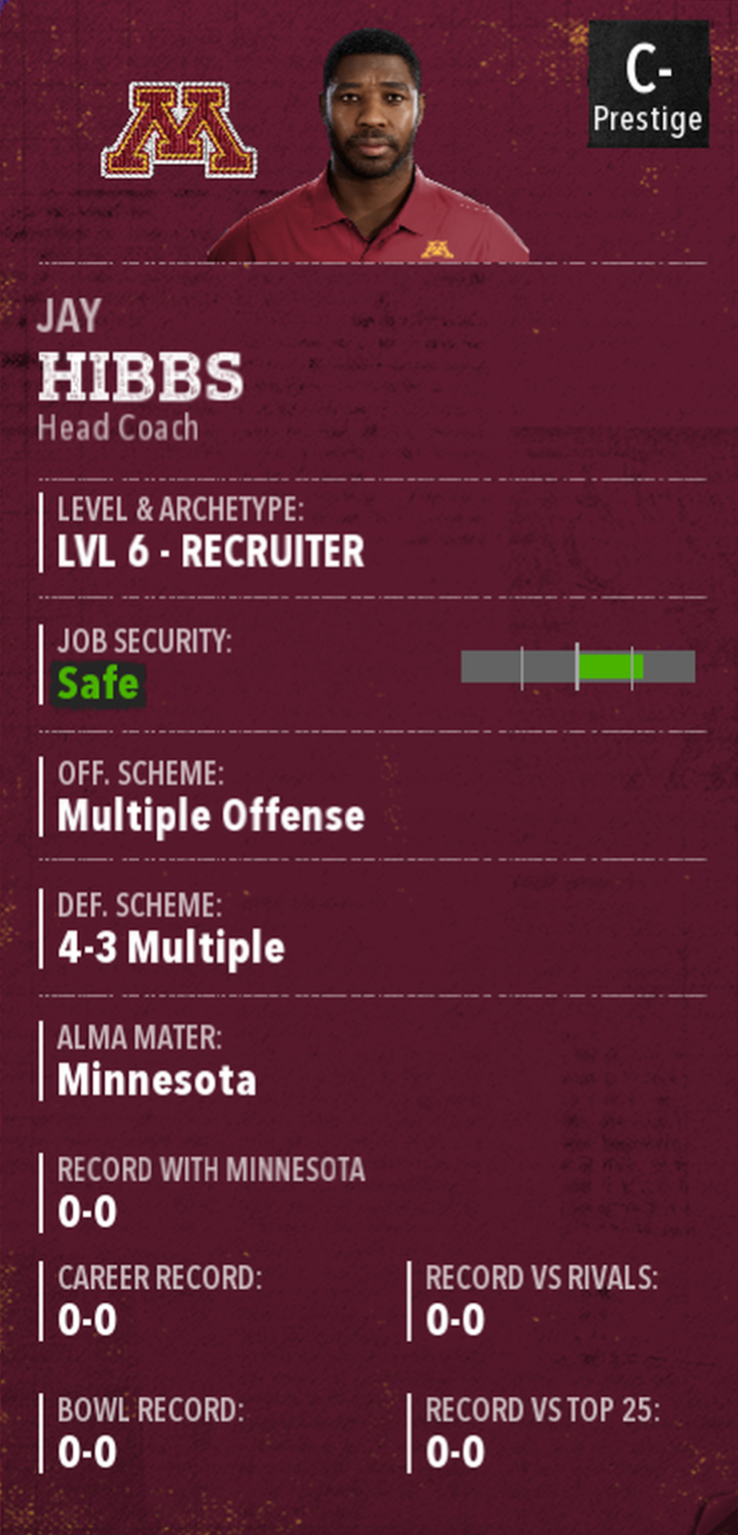 M
C-
Prestige
JAY
HIBBS
Head Coach
LEVEL & ARCHETYPE:
LVL 6 - RECRUITER
JOB SECURITY:
Safe
OFF. SCHEME:
Multiple Offense
DEF. SCHEME:
4-3 Multiple
ALMA MATER:
Minnesota
RECORD WITH MINNESOTA
0-0
CAREER RECORD:
0-0
RECORD VS RIVALS:
0-0
BOWL RECORD:
0-0
RECORD VS TOP 25:
0-0